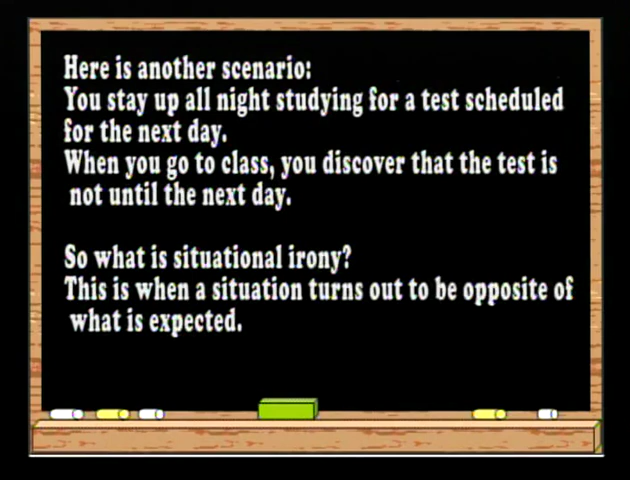 Here is another scenario:
You stay up all night studying for a test scheduled
for the next day.
When you go to class, you discover that the test is
not until the next day.
So what is situational irony?
This is when a situation turns out to be opposite of
what is expected.